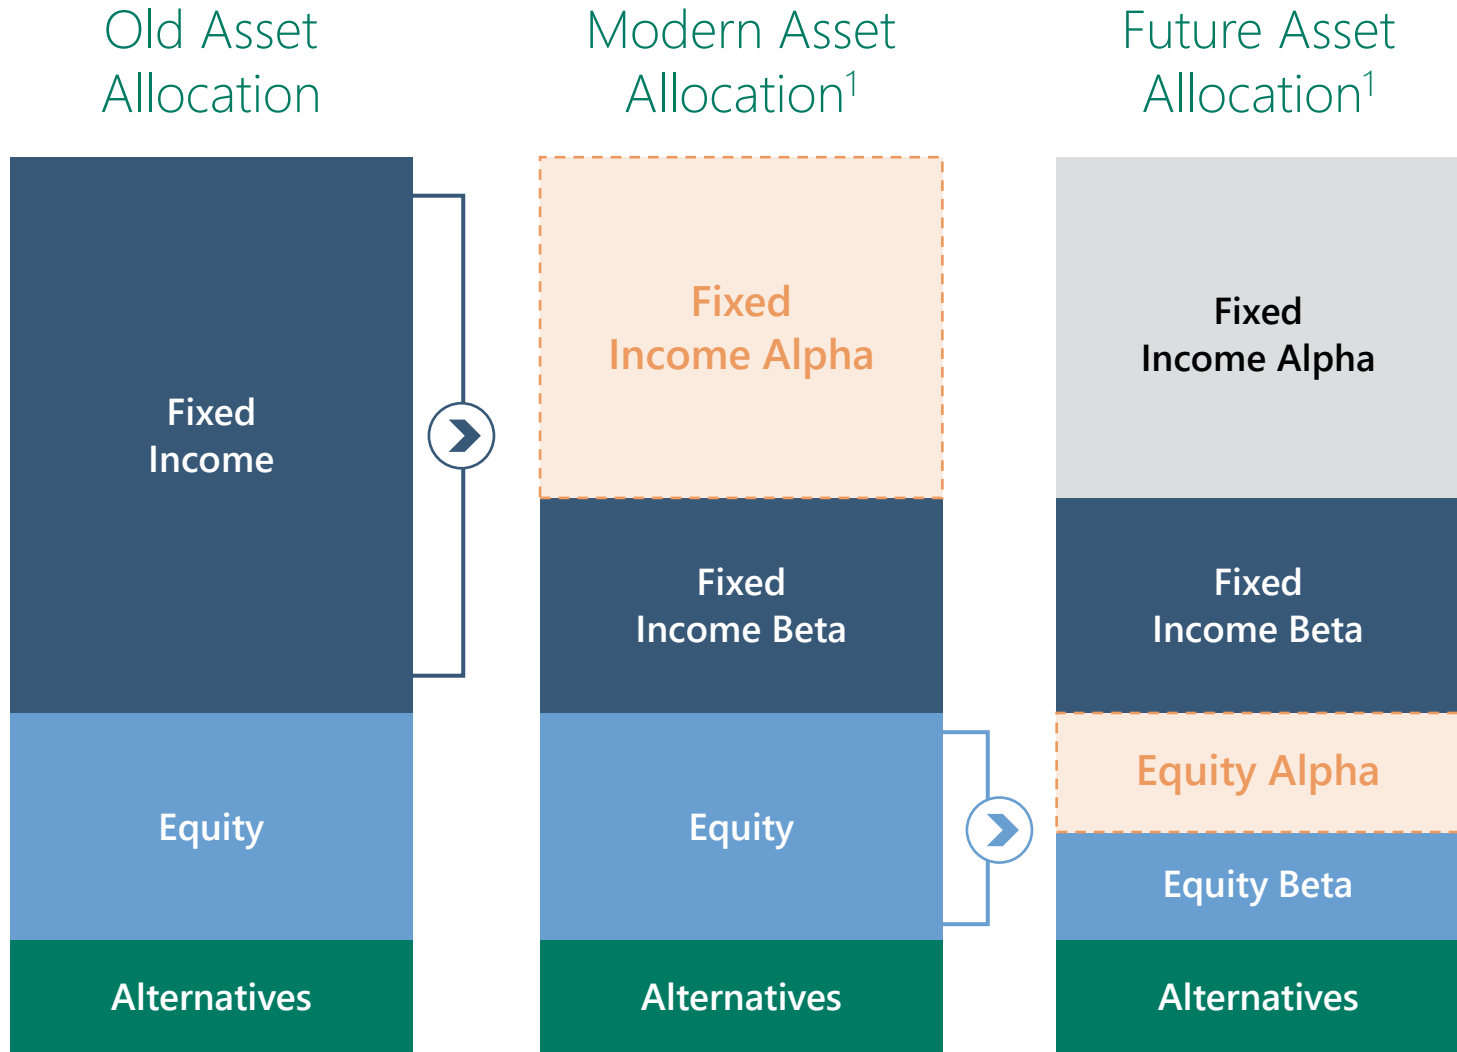 Old Asset
Allocation
Modern Asset
Allocation¹
Future Asset
Allocation¹
Fixed
Income
Equity
Alternatives
Fixed
Income Alpha
Fixed
Income Beta
Equity
Alternatives
Fixed
Income Alpha
Fixed
Income Beta
Equity Alpha
Equity Beta
Alternatives